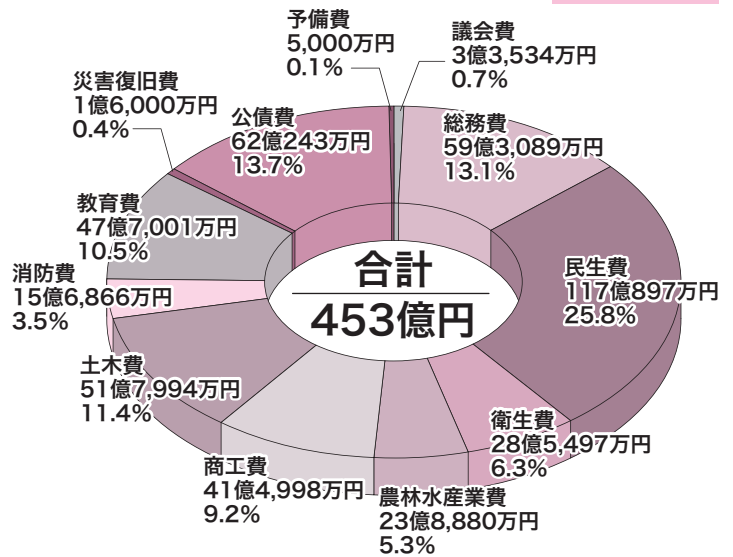 予備費
5,000万円
0.1%
議会費
3億3,534万円
0.7%
災害復旧費
1億6,000万円
0.4%
公債費
62億243万円
13.7%
総務費
59億3,089万円
13.1%
教育費
47億7,001万円
10.5%
民生費
117億897万円
25.8%
合計
453億円
消防費
15億6,866万円
3.5%
土木費
51億7,994万円
11.4%
衛生費
28億5,497万円
6.3%
商工費
41億4,998万円
9.2%
農林水産業費
23億8,880万円
5.3%